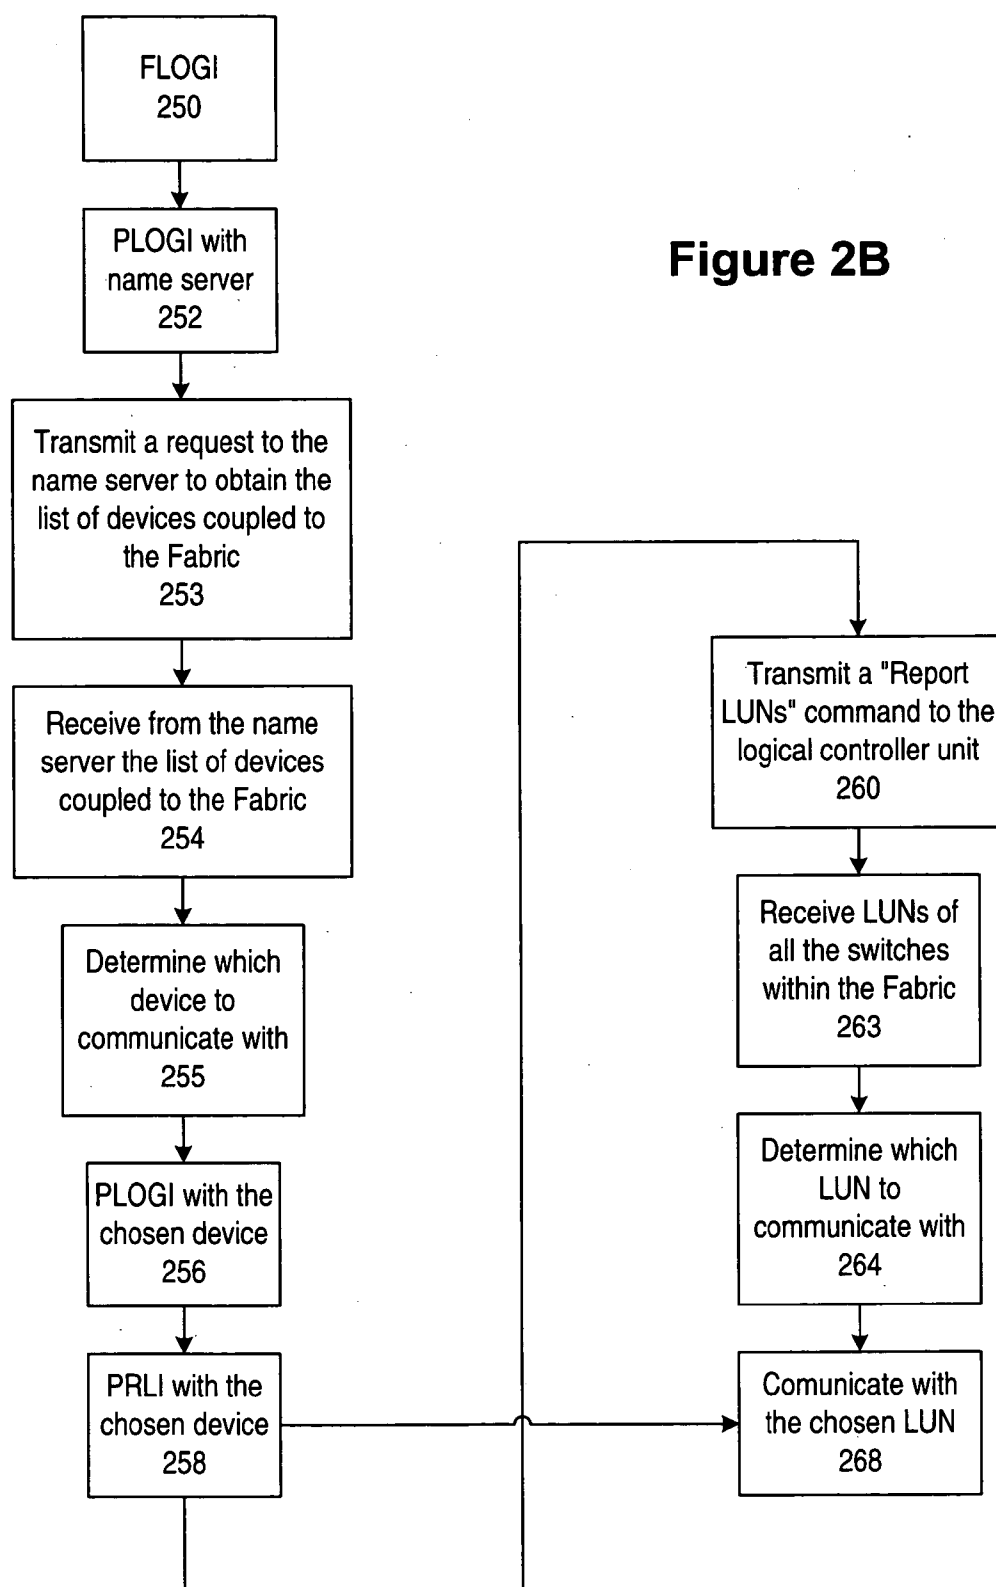 FLOGI
250
PLOGI with
name server
252
Figure 2B
Transmit a request to the
name server to obtain the
list of devices coupled to
the Fabric
253
Receive from the name
server the list of devices
coupled to the Fabric
254
Determine which
device to
communicate with
255
PLOGI with the
chosen device
256
PRLI with the
chosen device
258
Transmit a "Report
LUNs" command to the
logical controller unit
260
Receive LUNs of
all the switches
within the Fabric
263
Determine which
LUN to
communicate with
264
Comunicate with
the chosen LUN
268